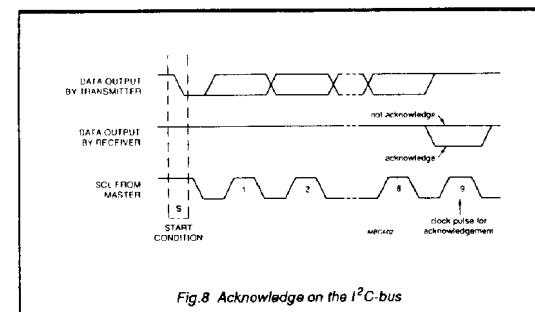 DATA OUTPUT
BY TRANSMITTER
not acknowledge
DATA OUTPUT
BY RECEIVER
acknowledge
SCL FROM
MASTER
1
2
8
9
S
START
CONDITION
clock pulse for
acknowledgement
Fig.8 Acknowledge on the I²C-bus